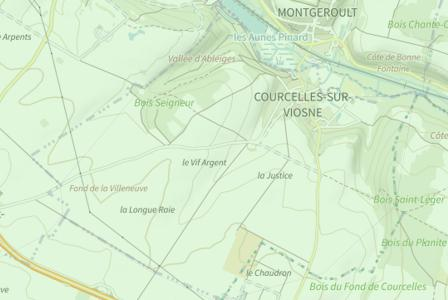 MONTGEROULT
Bois Chante-C
les Aunes Pinard
e Arpents
Vallée d'Ableiges
Côte de Bonne
Fontaine
Bois Seigneur
COURCELLES-SUR-
VIOSNE
Côte
le Vif Argent
la Justice
Fond de la Villeneuve
Bois Saint-Léger
la Longue Raie
Bois du Planite
le Chaudron
Bois du Fond de Courcelles
ve